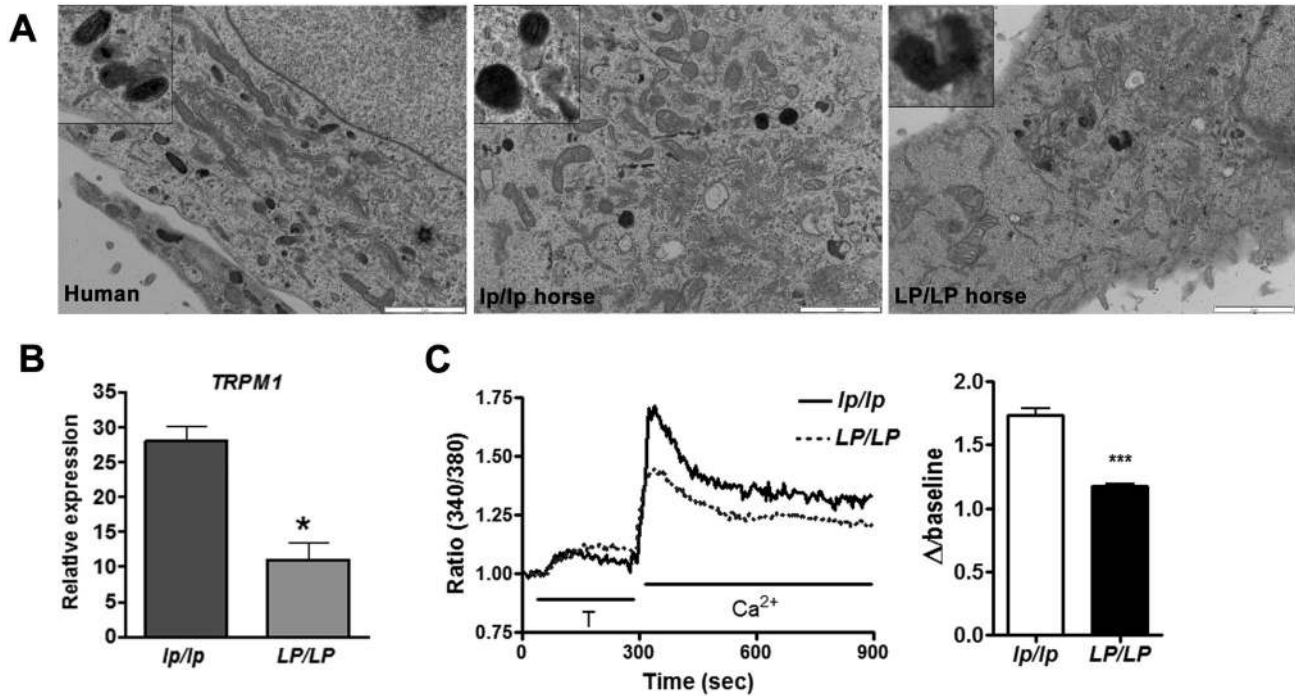 A
Human
lp/lp horse
LP/LP horse
B
TRPM1
Relative expression
35
30
25
20
15
10
5
0
lp/lp
LP/LP
*
C
Ratio (340/380)
1.75
1.50
1.25
1.00
0.75
lp/lp
LP/LP
T
Ca²⁺
0
300
600
900
Time (sec)
Δ/baseline
2.0
1.5
1.0
0.5
0.0
***
lp/lp
LP/LP